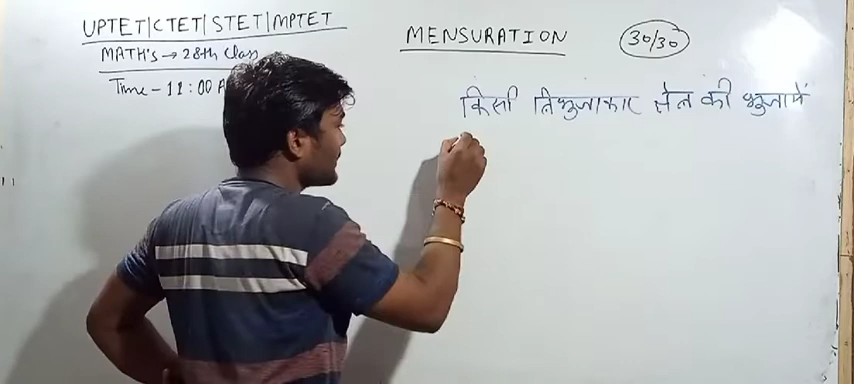 UPTET|CTET|STET|MPTET
MATH'S → 28th Class
Time - 11:00 A
MENSURATION
30/30
किसी त्रिभुजाकार खेत की भुजायें